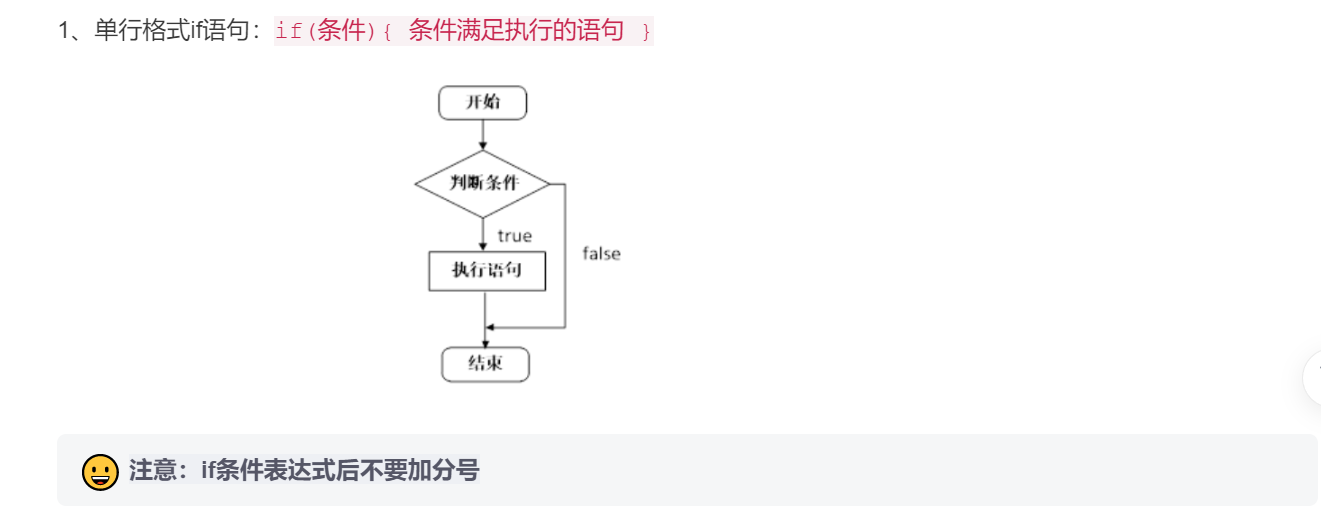 1、单行格式if语句：if(条件){ 条件满足执行的语句 }
开始
判断条件
true
false
执行语句
结束
注意：if条件表达式后不要加分号